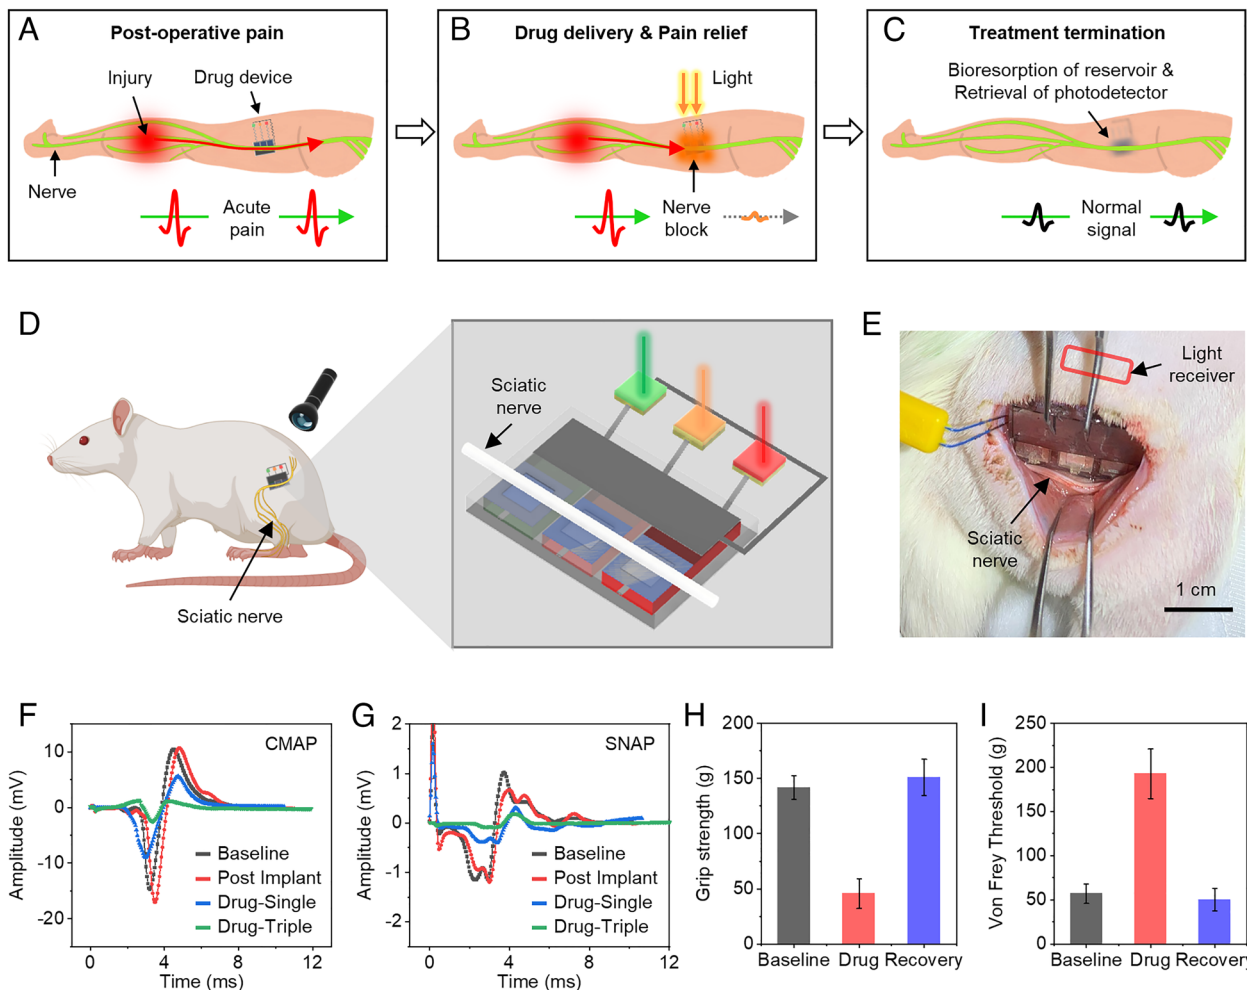 A
Post-operative pain
Injury
Drug device
Nerve
Acute
pain
B
Drug delivery & Pain relief
Light
Nerve
block
C
Treatment termination
Bioresorption of reservoir &
Retrieval of photodetector
Normal
signal
D
Sciatic nerve
Sciatic
nerve
E
Light
receiver
Sciatic
nerve
1 cm
F
CMAP
Amplitude (mV)
10
0
-10
-20
Baseline
Post Implant
Drug-Single
Drug-Triple
0 4 8 12
Time (ms)
G
SNAP
Amplitude (mV)
2
1
0
-1
-2
Baseline
Post Implant
Drug-Single
Drug-Triple
0 4 8 12
Time (ms)
H
Grip strength (g)
200
150
100
50
0
Baseline Drug Recovery
I
Von Frey Threshold (g)
250
200
150
100
50
0
Baseline Drug Recovery